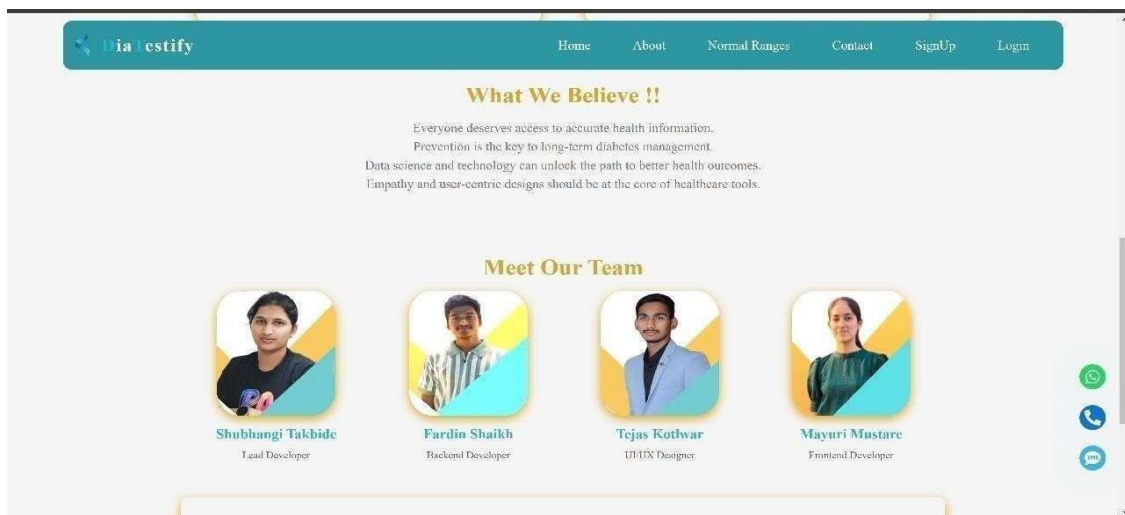 DiaTestify
Home About Normal Ranges Contact SignUp Login
What We Believe !!
Everyone deserves access to accurate health information.
Prevention is the key to long-term diabetes management.
Data science and technology can unlock the path to better health outcomes.
Empathy and user-centric designs should be at the core of healthcare tools.
Meet Our Team
Shubhangi Takbide
Fardin Shaikh
Tejas Kotlwar
Mayuri Mustare
Lead Developer
Backend Developer
UI/UX Designer
Frontend Developer